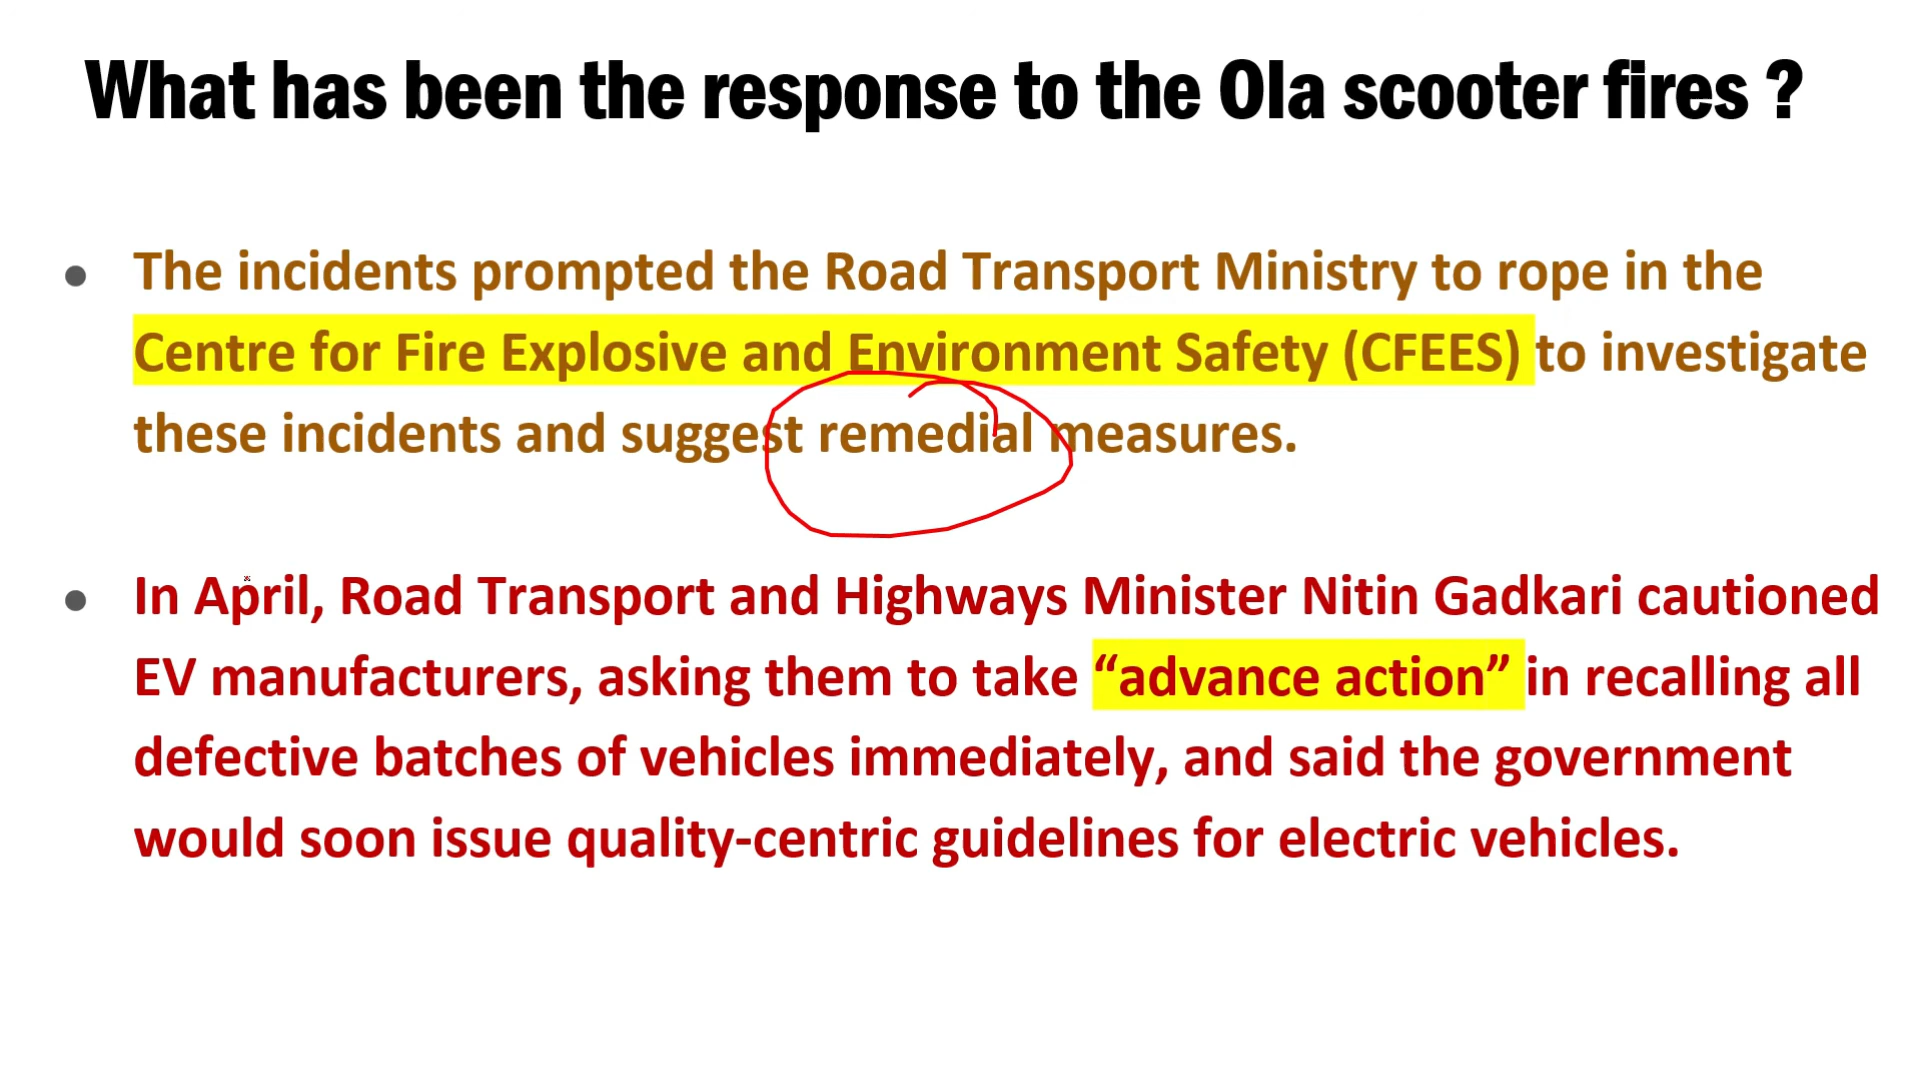 What has been the response to the Ola scooter fires ?
• The incidents prompted the Road Transport Ministry to rope in the
Centre for Fire Explosive and Environment Safety (CFEES) to investigate
these incidents and suggest remedial measures.
• In April, Road Transport and Highways Minister Nitin Gadkari cautioned
EV manufacturers, asking them to take “advance action” in recalling all
defective batches of vehicles immediately, and said the government
would soon issue quality-centric guidelines for electric vehicles.